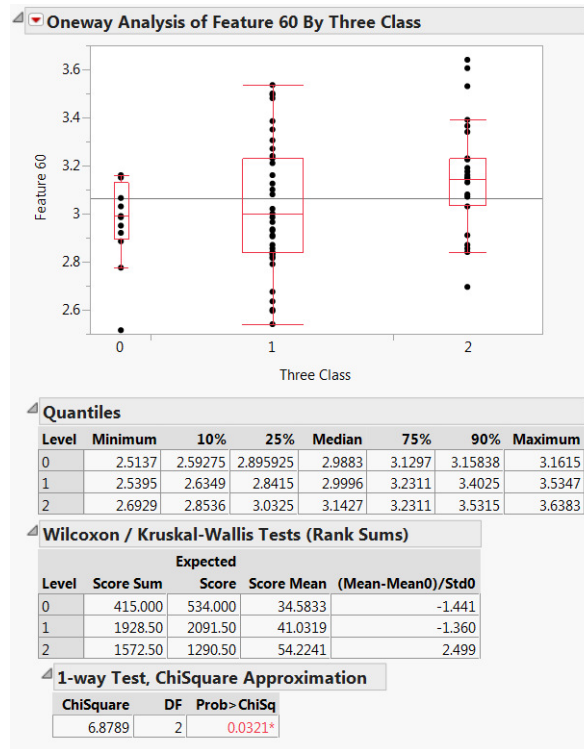 Oneway Analysis of Feature 60 By Three Class
3.6
3.4
3.2
3
2.8
2.6
Feature 60
0 1 2
Three Class
Quantiles
Level Minimum 10% 25% Median 75% 90% Maximum
0 2.5137 2.59275 2.895925 2.9883 3.1297 3.15838 3.1615
1 2.5395 2.6349 2.8415 2.9996 3.2311 3.4025 3.5347
2 2.6929 2.8536 3.0325 3.1427 3.2311 3.5315 3.6383
Wilcoxon / Kruskal-Wallis Tests (Rank Sums)
Expected
Level Score Sum Score Score Mean (Mean-Mean0)/Std0
0 415.000 534.000 34.5833 -1.441
1 1928.50 2091.50 41.0319 -1.360
2 1572.50 1290.50 54.2241 2.499
1-way Test, ChiSquare Approximation
ChiSquare DF Prob>ChiSq
6.8789 2 0.0321*